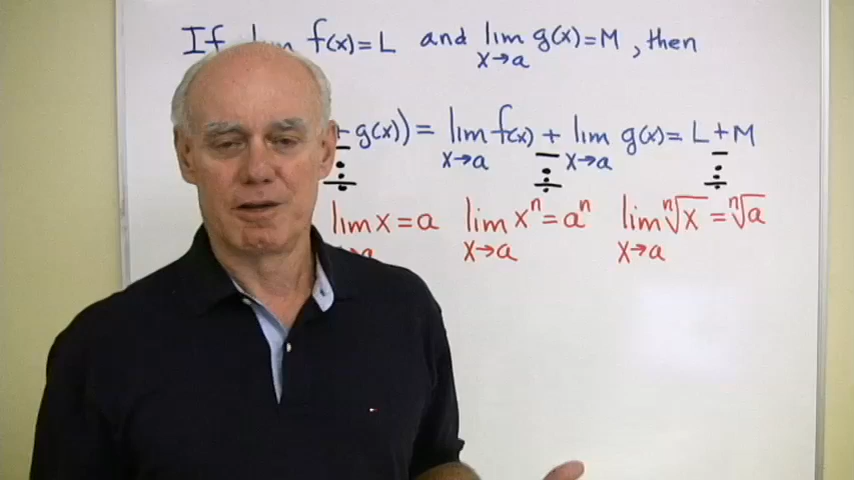 If lim f(x)=L and lim g(x)=M, then
x→a
+ g(x)) = lim f(x) + lim g(x) = L + M
x→a x→a
− − −
· · ·
÷ ÷ ÷
lim x = a lim xⁿ = aⁿ lim ⁿ√x = ⁿ√a
x→a x→a x→a